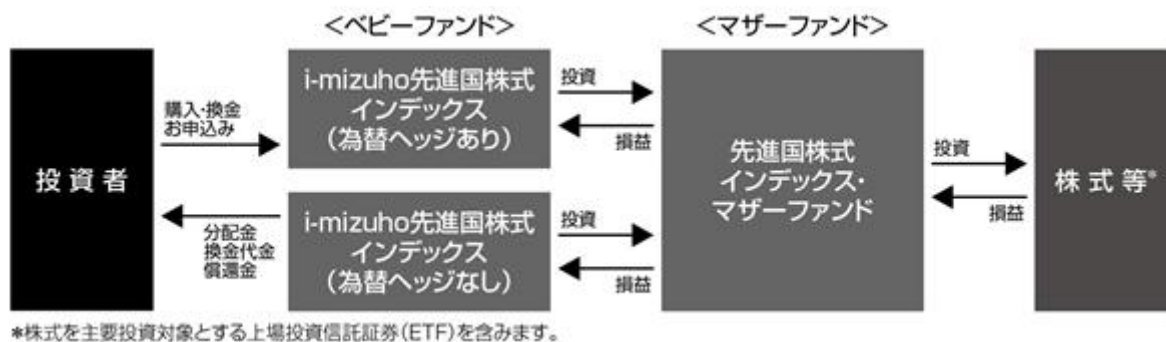 <ベビーファンド>
<マザーファンド>
投資者
購入・換金
お申込み
分配金
換金代金
償還金
i-mizuho先進国株式
インデックス
(為替ヘッジあり)
i-mizuho先進国株式
インデックス
(為替ヘッジなし)
投資
損益
投資
損益
先進国株式
インデックス・
マザーファンド
投資
損益
株式等*
*株式を主要投資対象とする上場投資信託証券(ETF)を含みます。